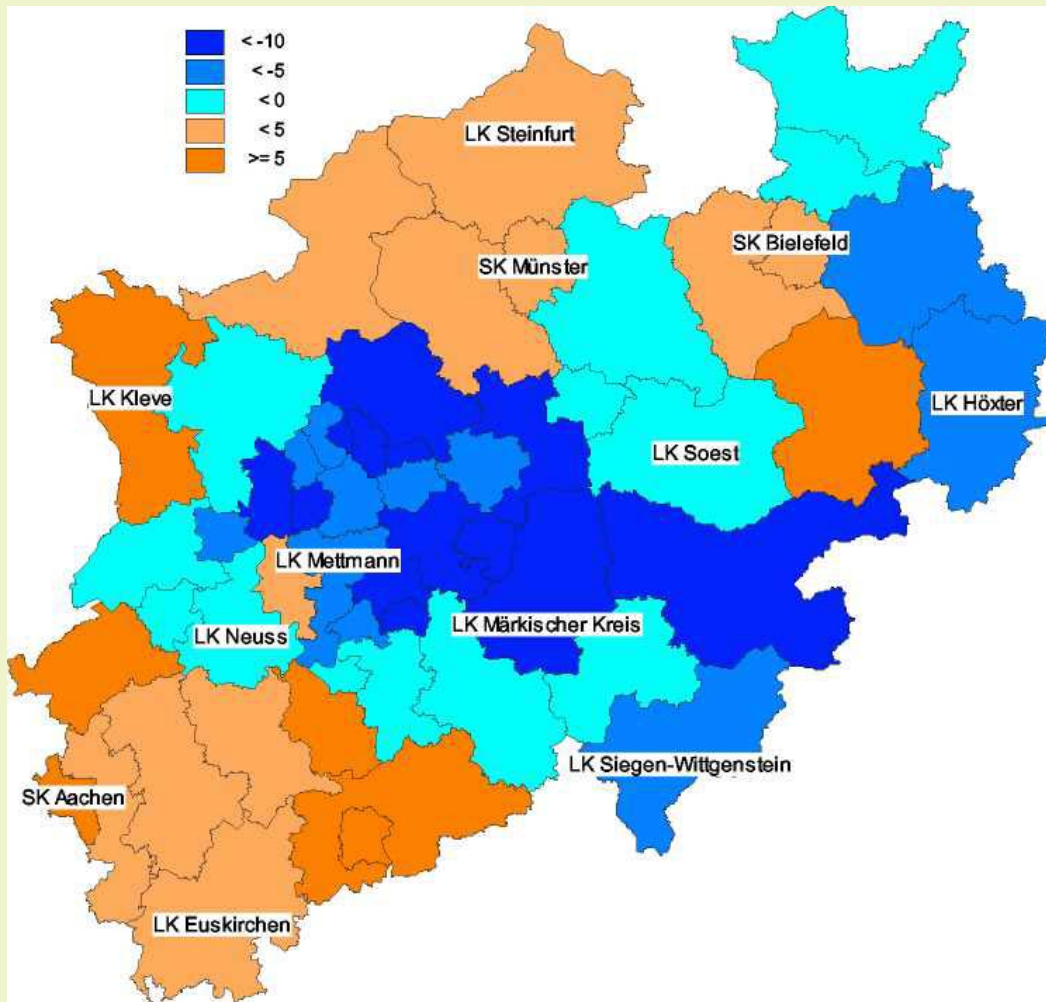 < -10
< -5
< 0
< 5
>= 5
LK Steinfurt
SK Bielefeld
SK Münster
LK Kleve
LK Höxter
LK Soest
LK Mettmann
LK Märkischer Kreis
LK Neuss
LK Siegen-Wittgenstein
SK Aachen
LK Euskirchen